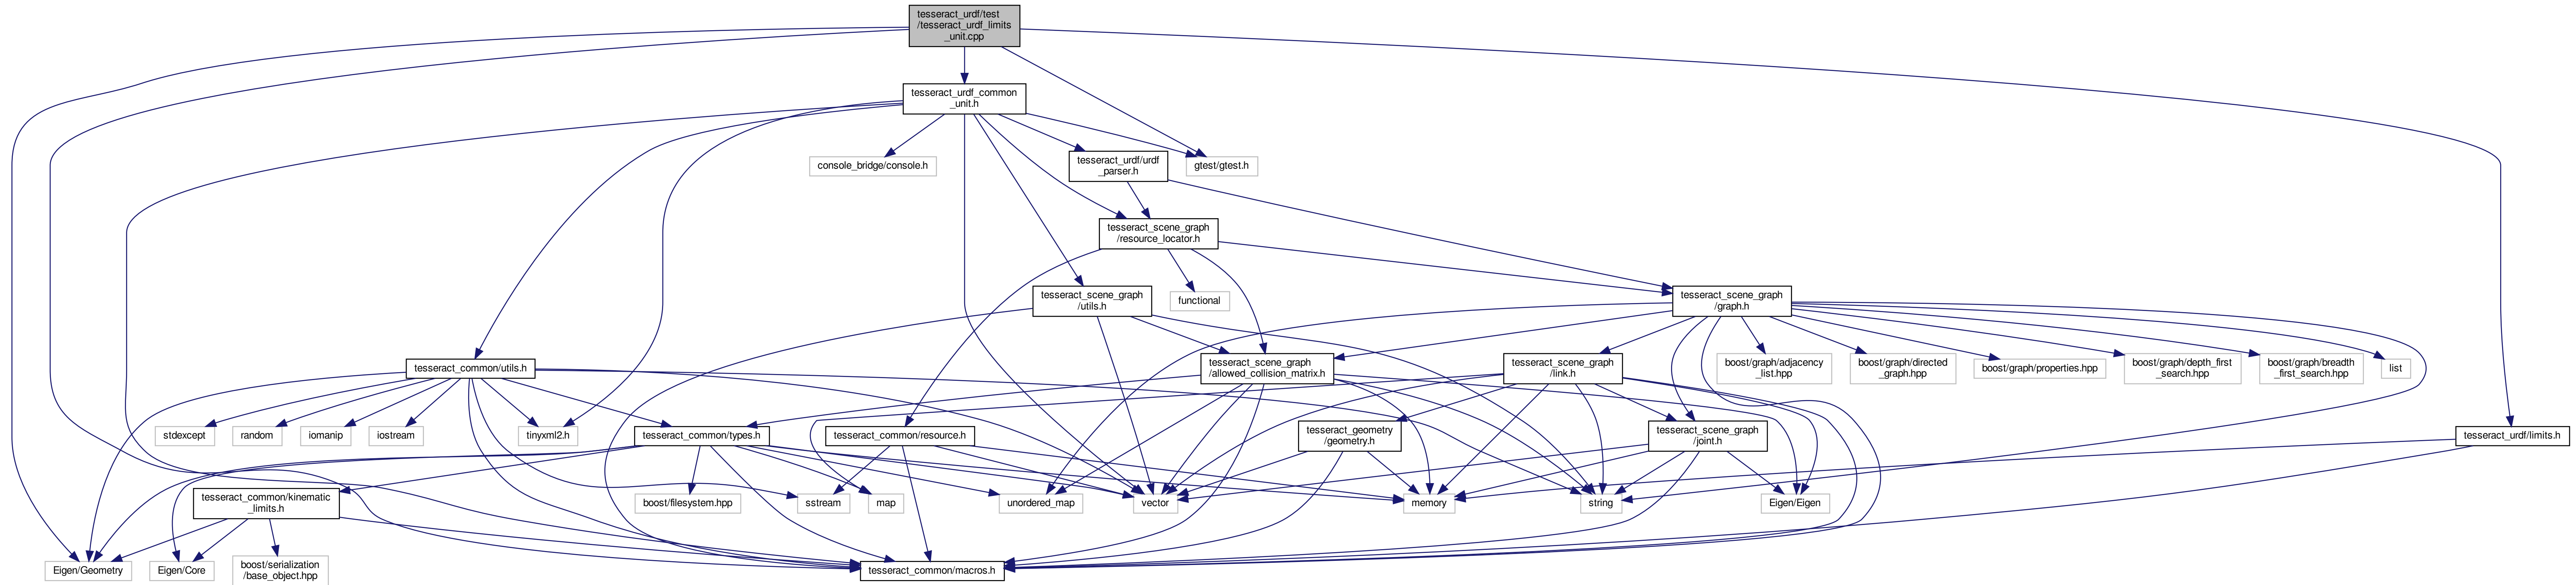 tesseract_urdf/test
/tesseract_urdf_limits
_unit.cpp
tesseract_urdf_common
_unit.h
console_bridge/console.h
tesseract_urdf/urdf
_parser.h
gtest/gtest.h
tesseract_scene_graph
/resource_locator.h
tesseract_scene_graph
/utils.h
functional
tesseract_scene_graph
/graph.h
tesseract_common/utils.h
tesseract_scene_graph
/allowed_collision_matrix.h
tesseract_scene_graph
/link.h
boost/graph/adjacency
_list.hpp
boost/graph/directed
_graph.hpp
boost/graph/properties.hpp
boost/graph/depth_first
_search.hpp
boost/graph/breadth
_first_search.hpp
list
stdexcept
random
iomanip
iostream
tinyxml2.h
tesseract_common/types.h
tesseract_common/resource.h
tesseract_geometry
/geometry.h
tesseract_scene_graph
/joint.h
tesseract_urdf/limits.h
tesseract_common/kinematic
_limits.h
boost/filesystem.hpp
sstream
map
unordered_map
vector
memory
string
Eigen/Eigen
Eigen/Geometry
Eigen/Core
boost/serialization
/base_object.hpp
tesseract_common/macros.h